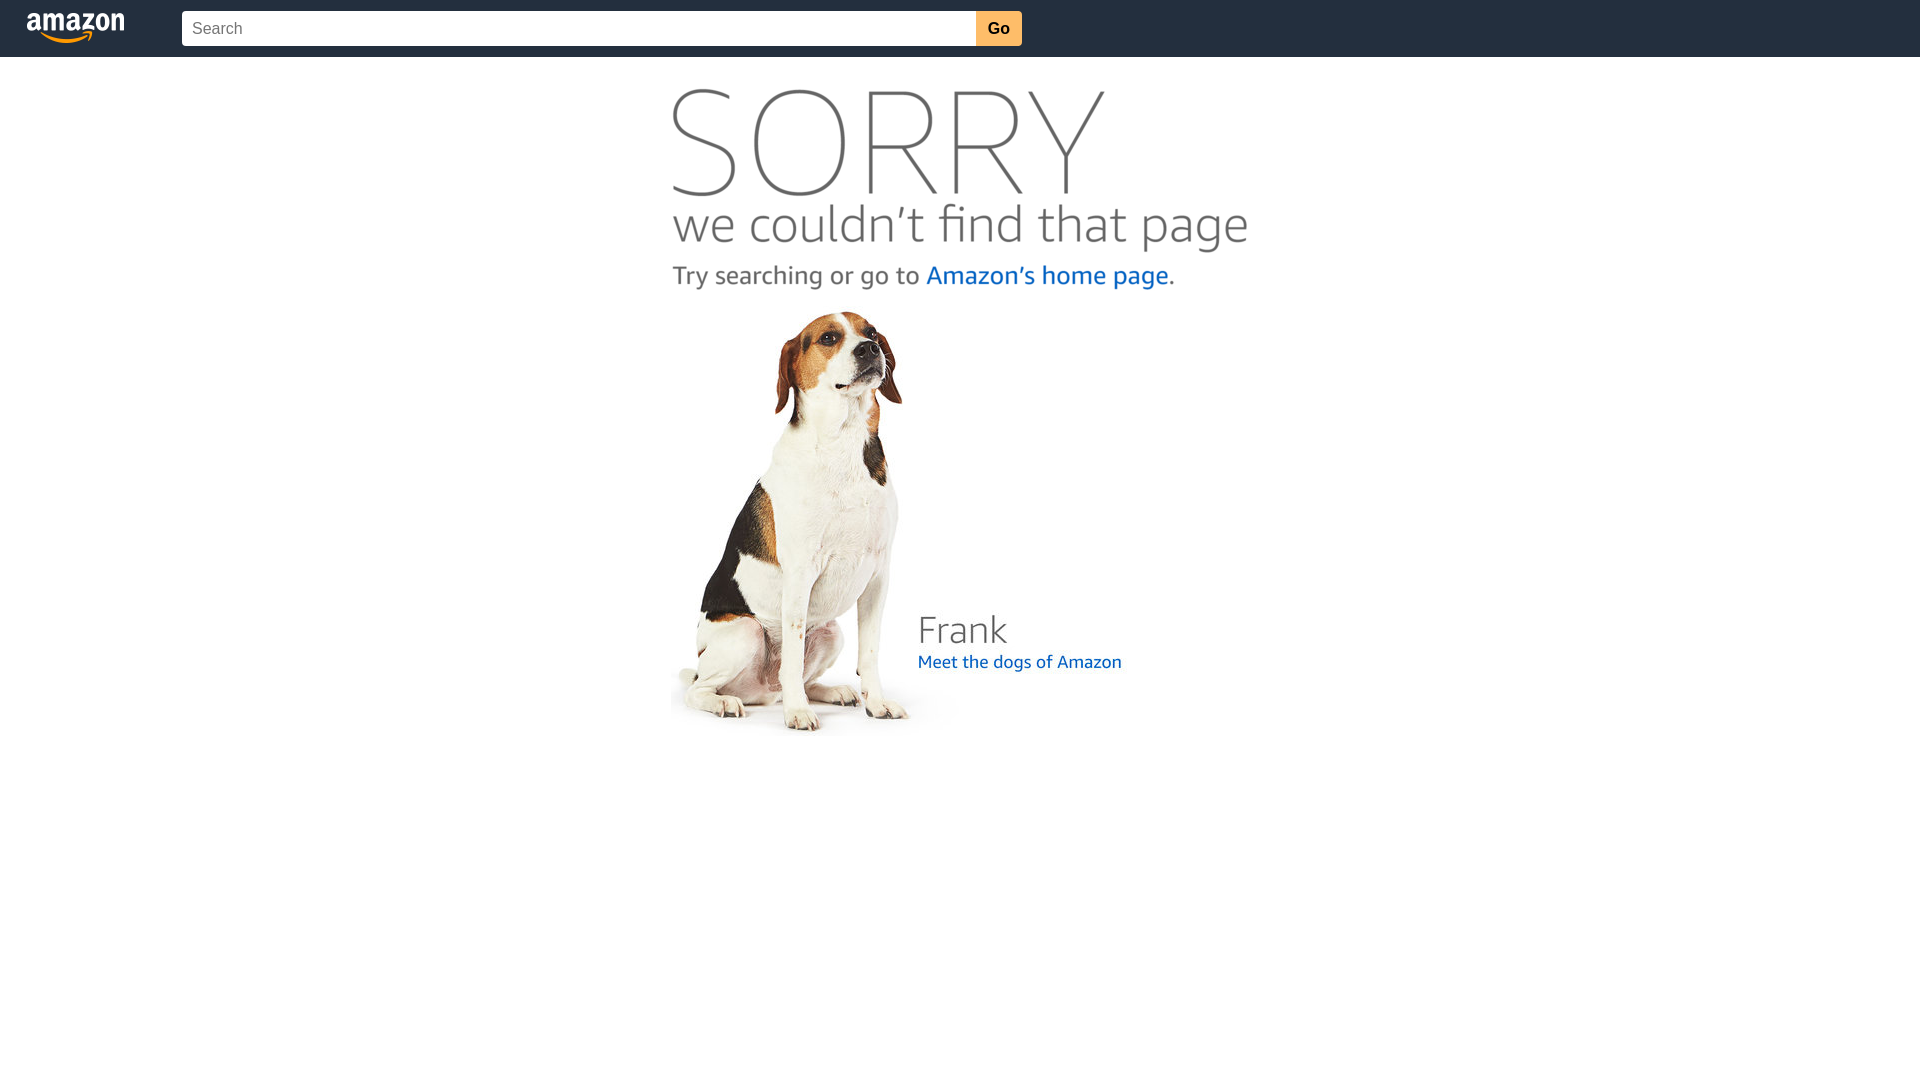 amazon
Search
Go
SORRY
we couldn't find that page
Try searching or go to Amazon's home page.
Frank
Meet the dogs of Amazon